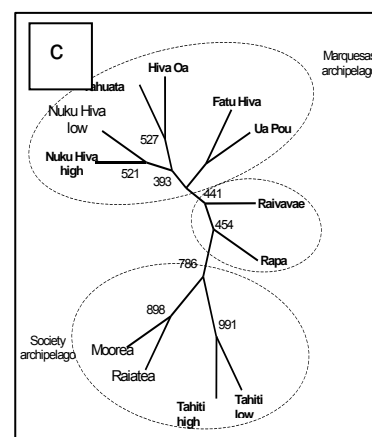 C
Marquesas
archipelago
Hiva Oa
ahuata
Nuku Hiva
low
Fatu Hiva
Ua Pou
527
Nuku Hiva
high
521
393
441
Raivavae
454
Rapa
786
898
991
Society
archipelago
Moorea
Raiatea
Tahiti
high
Tahiti
low